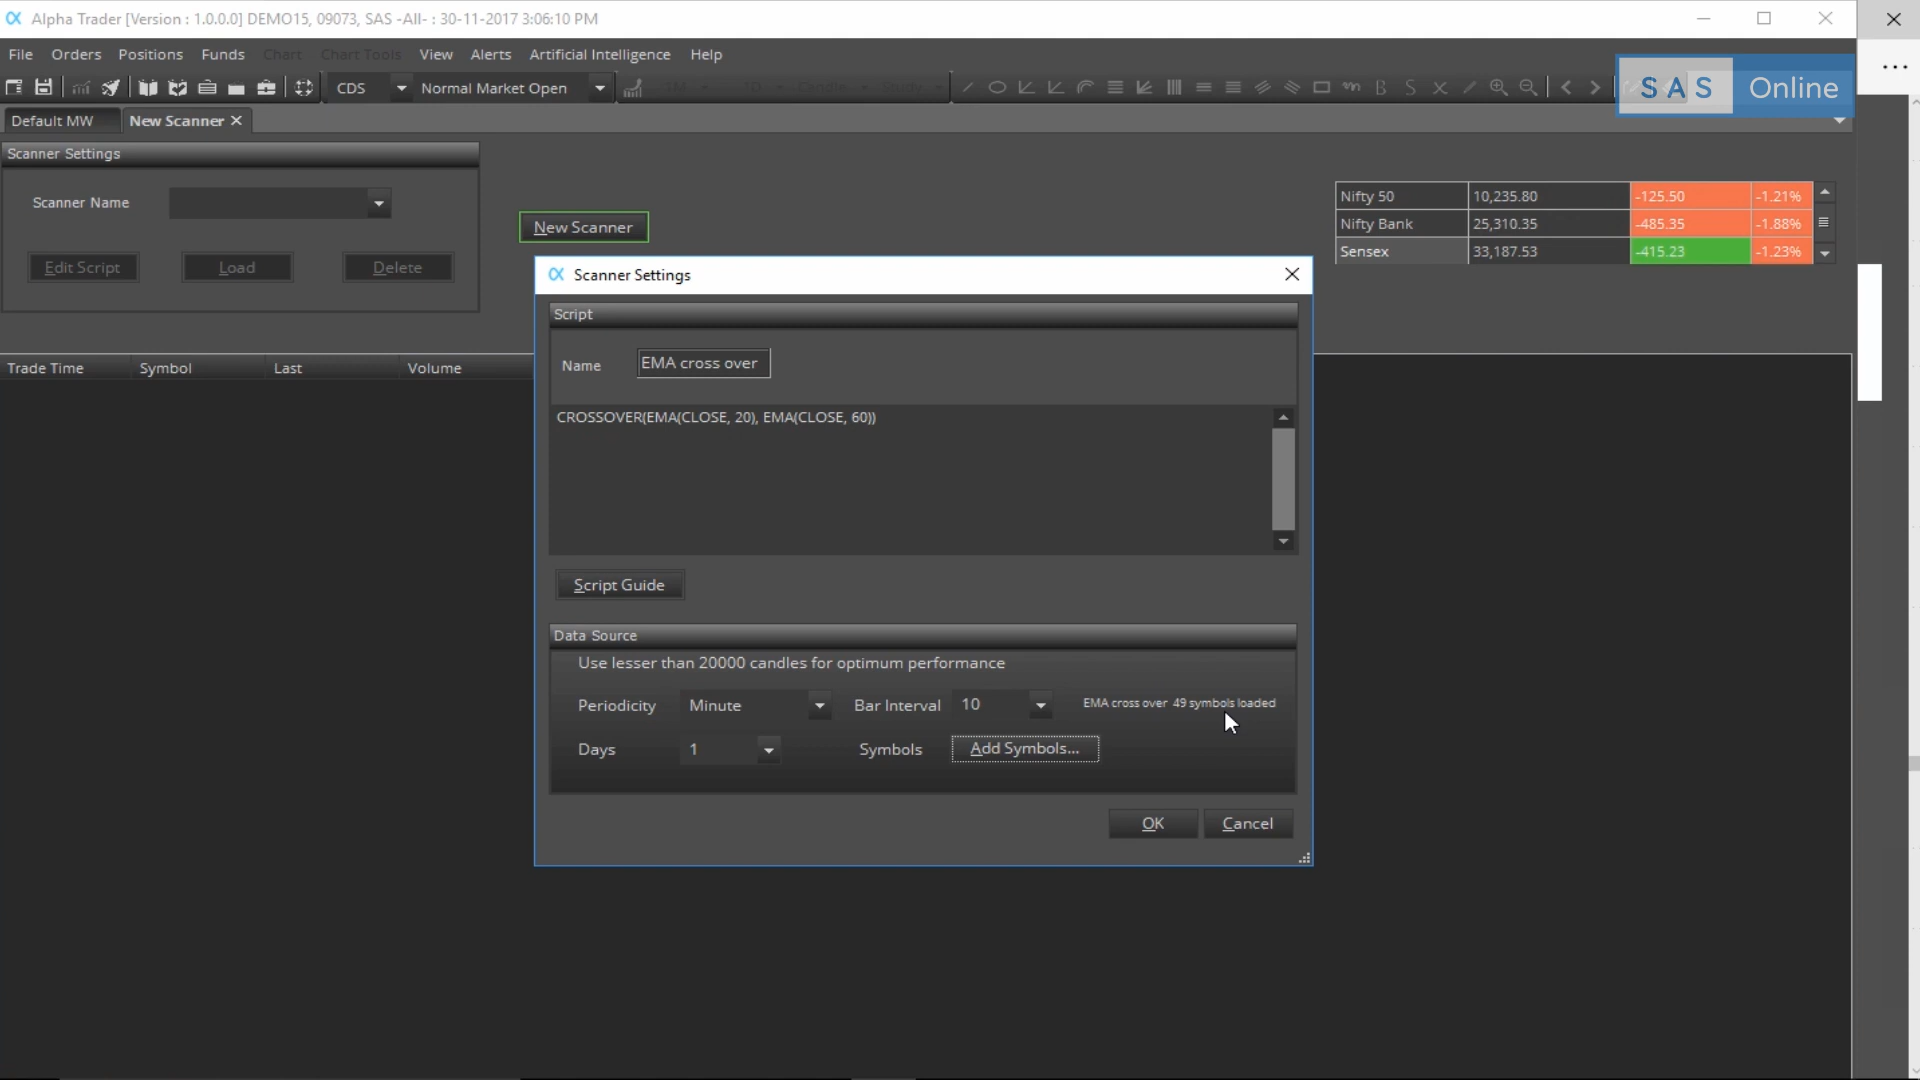 Alpha Trader [Version : 1.0.0.0] DEMO15, 09073, SAS -All- : 30-11-2017 3:06:10 PM
File Orders Positions Funds Chart Chart Tools View Alerts Artificial Intelligence Help
CDS Normal Market Open
B S
SAS Online
Default MW New Scanner
Scanner Settings
Scanner Name
Edit Script Load Delete
New Scanner
Nifty 50 10,235.80 -125.50 -1.21%
Nifty Bank 25,310.35 -485.35 -1.88%
Sensex 33,187.53 -415.23 -1.23%
Trade Time Symbol Last Volume
Scanner Settings
Script
Name EMA cross over
CROSSOVER(EMA(CLOSE, 20), EMA(CLOSE, 60))
Script Guide
Data Source
Use lesser than 20000 candles for optimum performance
Periodicity Minute Bar Interval 10 EMA cross over 49 symbols loaded
Days 1 Symbols Add Symbols...
OK Cancel